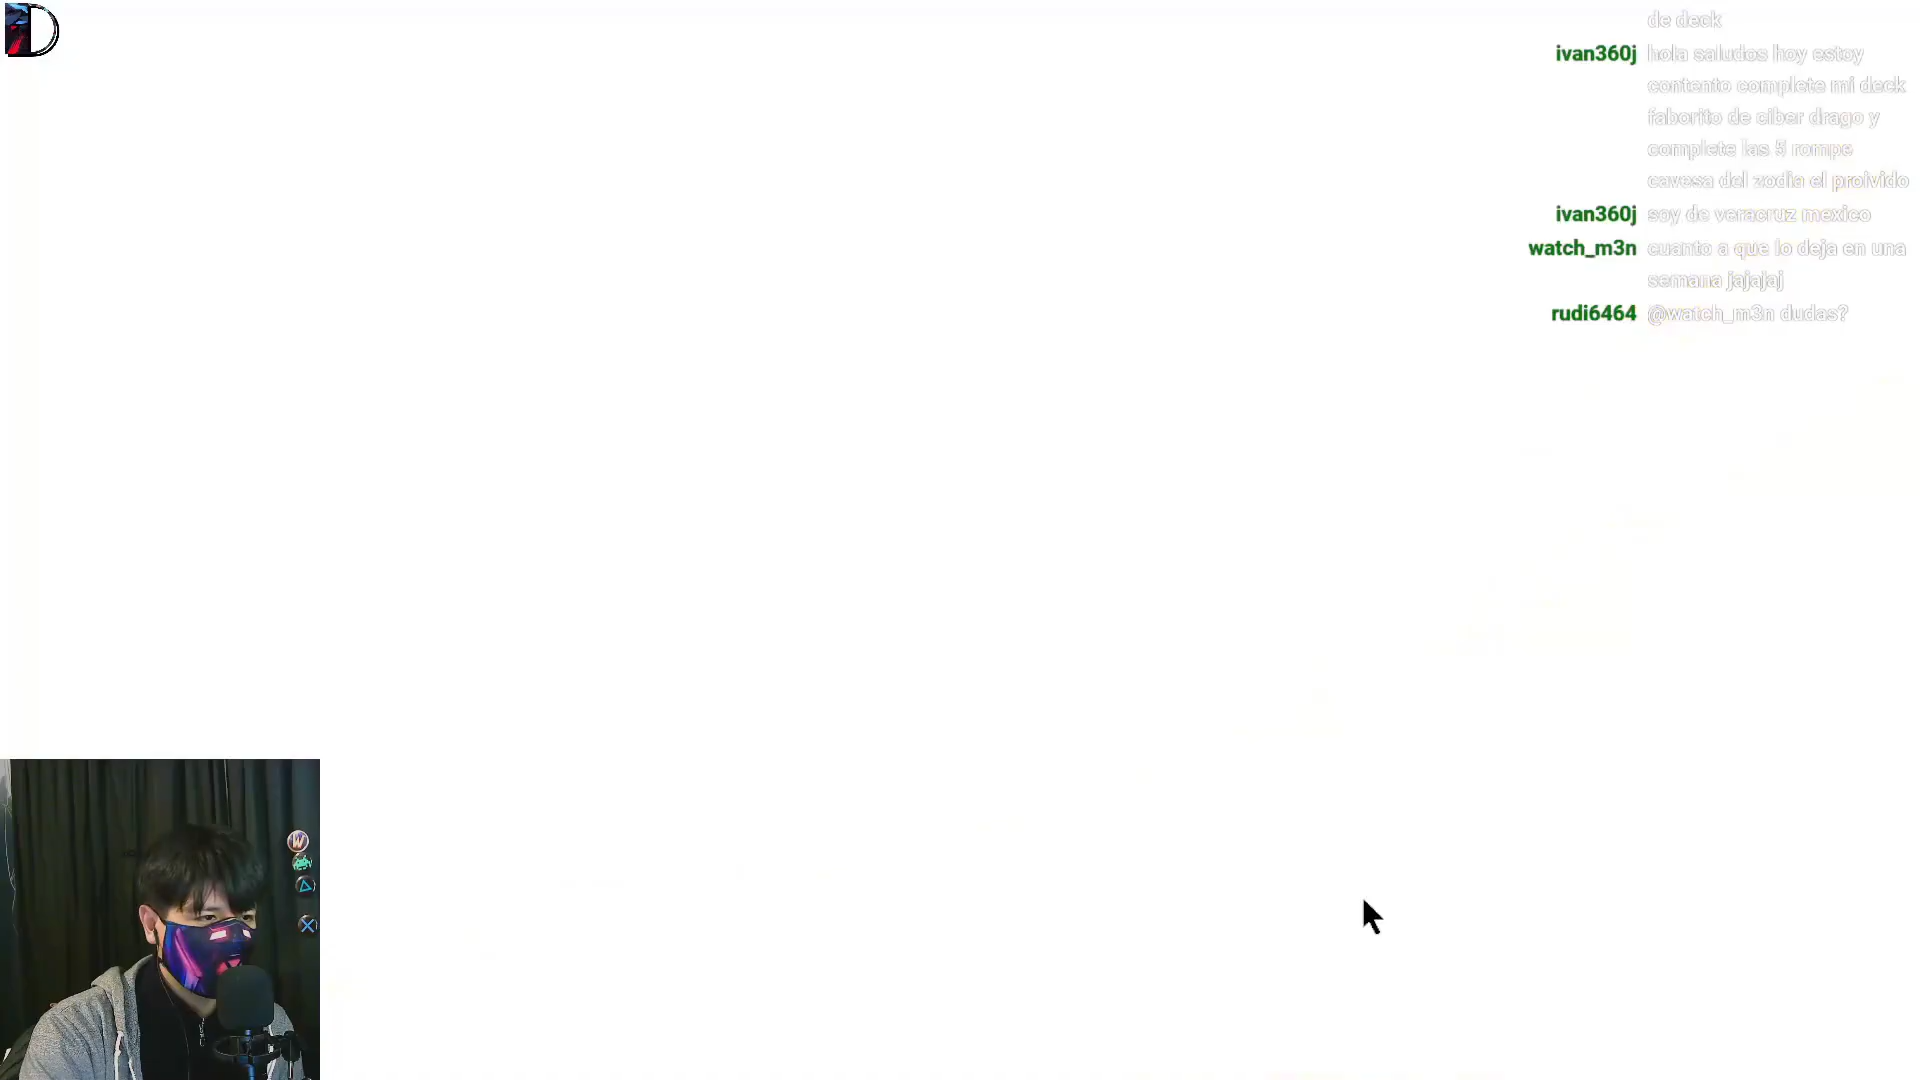 de deck
ivan360j hola saludos hoy estoy
contento complete mi deck
faborito de ciber drago y
complete las 5 rompe
cavesa del zodia el proivido
ivan360j soy de veracruz mexico
watch_m3n cuanto a que lo deja en una
semana jajajaj
rudi6464 @watch_m3n dudas?
D
W